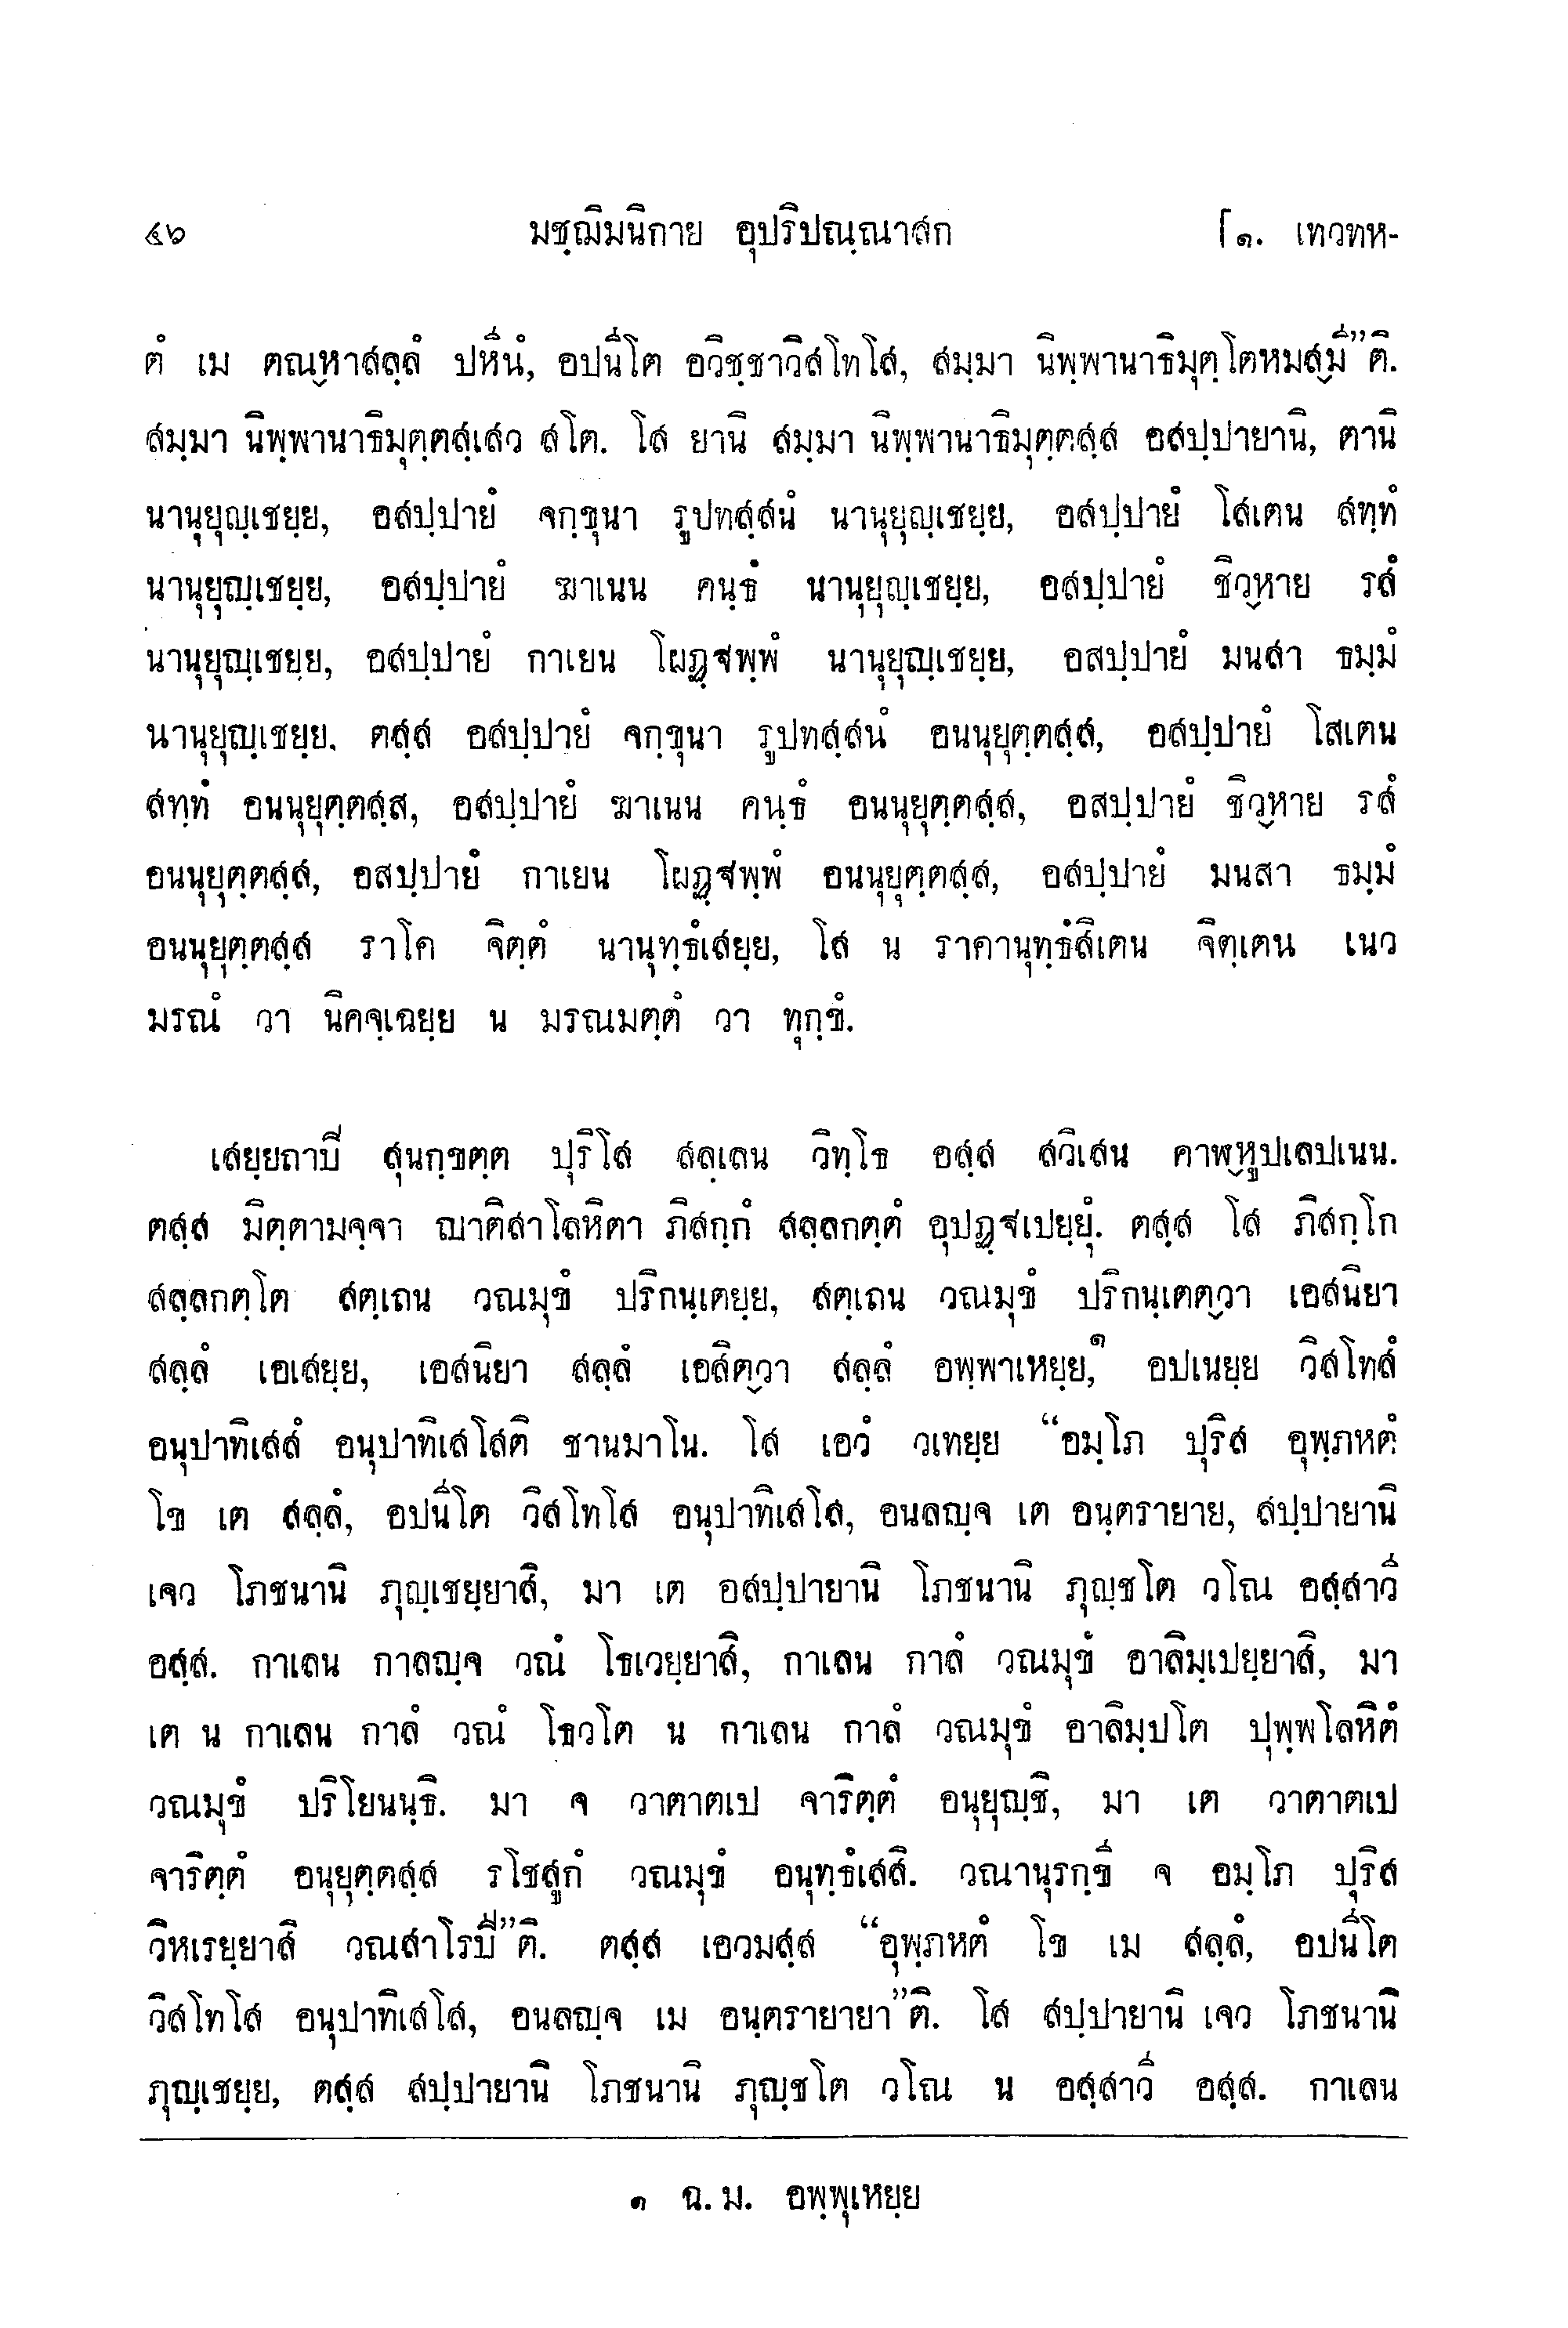 ๕๖ มชฺฌิมนิกาย อุปริปณฺณาสก [๑. เทวทห-
ตํ เม ตณฺหาสลฺลํ ปหีนํ, อปนีโต อวิชฺชาวิสโทโส, สมฺมา นิพฺพานาธิมุตฺโตหมสฺมี”ติ.
สมฺมา นิพฺพานาธิมุตฺตสฺเสว สโต. โส ยานิ สมฺมา นิพฺพานาธิมุตฺตสฺส อสปฺปายานิ, ตานิ
นานุยุญฺเชยฺย, อสปฺปายํ จกฺขุนา รูปทสฺสนํ นานุยุญฺเชยฺย, อสปฺปายํ โสเตน สทฺทํ
นานุยุญฺเชยฺย, อสปฺปายํ ฆาเนน คนฺธํ นานุยุญฺเชยฺย, อสปฺปายํ ชิวฺหาย รสํ
นานุยุญฺเชยฺย, อสปฺปายํ กาเยน โผฏฺฐพฺพํ นานุยุญฺเชยฺย, อสปฺปายํ มนสา ธมฺมํ
นานุยุญฺเชยฺย. ตสฺส อสปฺปายํ จกฺขุนา รูปทสฺสนํ อนนุยุตฺตสฺส, อสปฺปายํ โสเตน
สทฺทํ อนนุยุตฺตสฺส, อสปฺปายํ ฆาเนน คนฺธํ อนนุยุตฺตสฺส, อสปฺปายํ ชิวฺหาย รสํ
อนนุยุตฺตสฺส, อสปฺปายํ กาเยน โผฏฺฐพฺพํ อนนุยุตฺตสฺส, อสปฺปายํ มนสา ธมฺมํ
อนนุยุตฺตสฺส ราโค จิตฺตํ นานุทฺธํเสยฺย, โส น ราคานุทฺธํสิเตน จิตฺเตน เนว
มรณํ วา นิคจฺเฉยฺย น มรณมตฺตํ วา ทุกฺขํ.
เสยฺยถาปิ สุนกฺขตฺต ปุริโส สลฺเลน วิทฺโธ อสฺส สวิเสน คาฬฺหูปเลปเนน.
ตสฺส มิตฺตามจฺจา ญาติสาโลหิตา ภิสกฺกํ สลฺลกตฺตํ อุปฏฺฐเปยฺยุํ. ตสฺส โส ภิสกฺโก
สลฺลกตฺโต สตฺเถน วณมุขํ ปริกนฺเตยฺย, สตฺเถน วณมุขํ ปริกนฺเตตฺวา เอสนิยา
สลฺลํ เอเสยฺย, เอสนิยา สลฺลํ เอสิตฺวา สลฺลํ อพฺพาเหยฺย,๑ อปเนยฺย วิสโทสํ
อนุปาทิเสสํ อนุปาทิเสโสติ ชานมาโน. โส เอวํ วเทยฺย “อมฺโภ ปุริส อุพฺภหตํ
โข เต สลฺลํ, อปนีโต วิสโทโส อนุปาทิเสโส, อนลญฺจ เต อนฺตรายาย, สปฺปายานิ
เจว โภชนานิ ภุญฺเชยฺยาสิ, มา เต อสปฺปายานิ โภชนานิ ภุญฺชโต วโณ อสฺสาวี
อสฺส. กาเลน กาลญฺจ วณํ โธเวยฺยาสิ, กาเลน กาลํ วณมุขํ อาลิมฺเปยฺยาสิ, มา
เต น กาเลน กาลํ วณํ โธวโต น กาเลน กาลํ วณมุขํ อาลิมฺปโต ปุพฺพโลหิตํ
วณมุขํ ปริโยนนฺธิ. มา จ วาตาตเป จาริตฺตํ อนุยุญฺชิ, มา เต วาตาตเป
จาริตฺตํ อนุยุตฺตสฺส รโชสูกํ วณมุขํ อนุทฺธํเสสิ. วณานุรกฺขี จ อมฺโภ ปุริส
วิหเรยฺยาสิ วณสาโรปี”ติ. ตสฺส เอวมสฺส “อุพฺภหตํ โข เม สลฺลํ, อปนีโต
วิสโทโส อนุปาทิเสโส, อนลญฺจ เม อนฺตรายายา”ติ. โส สปฺปายานิ เจว โภชนานิ
ภุญฺเชยฺย, ตสฺส สปฺปายานิ โภชนานิ ภุญฺชโต วโณ น อสฺสาวี อสฺส. กาเลน
๑ ฉ. ม. อพฺพุเหยฺย